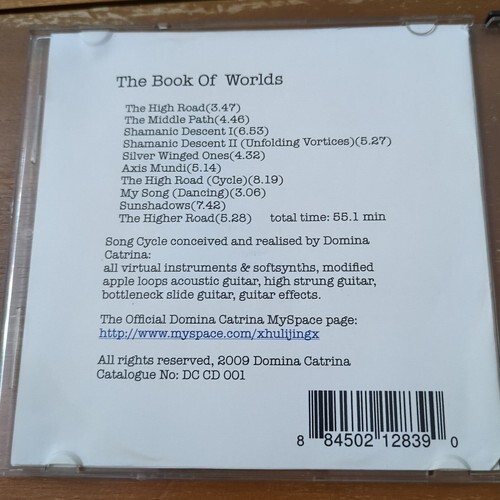 The Book Of Worlds
The High Road(3.47)
The Middle Path(4.46)
Shamanic Descent I(6.53)
Shamanic Descent II (Unfolding Vortices)(5.27)
Silver Winged Ones(4.32)
Axis Mundi(5.14)
The High Road (Cycle)(8.19)
My Song (Dancing)(3.06)
Sunshadows(7.42)
The Higher Road(5.28) total time: 55.1 min
Song Cycle conceived and realised by Domina
Catrina:
all virtual instruments & softsynths, modified
apple loops acoustic guitar, high strung guitar,
bottleneck slide guitar, guitar effects.
The Official Domina Catrina MySpace page:
http://www.myspace.com/xhulijingx
All rights reserved, 2009 Domina Catrina
Catalogue No: DC CD 001
8 84502 12839 0